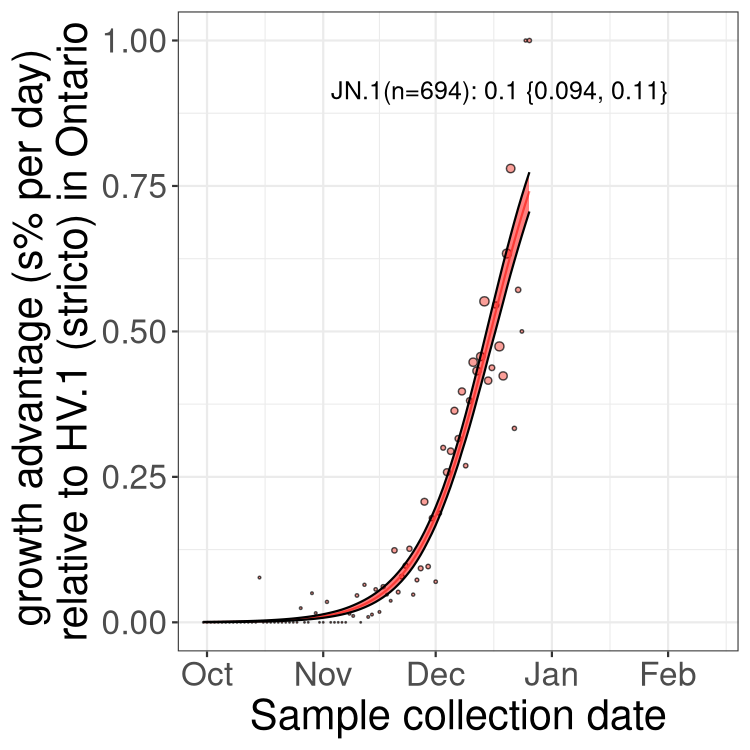 growth advantage (s% per day)
relative to HV.1 (stricto) in Ontario
1.00
0.75
0.50
0.25
0.00
JN.1(n=694): 0.1 {0.094, 0.11}
Oct Nov Dec Jan Feb
Sample collection date